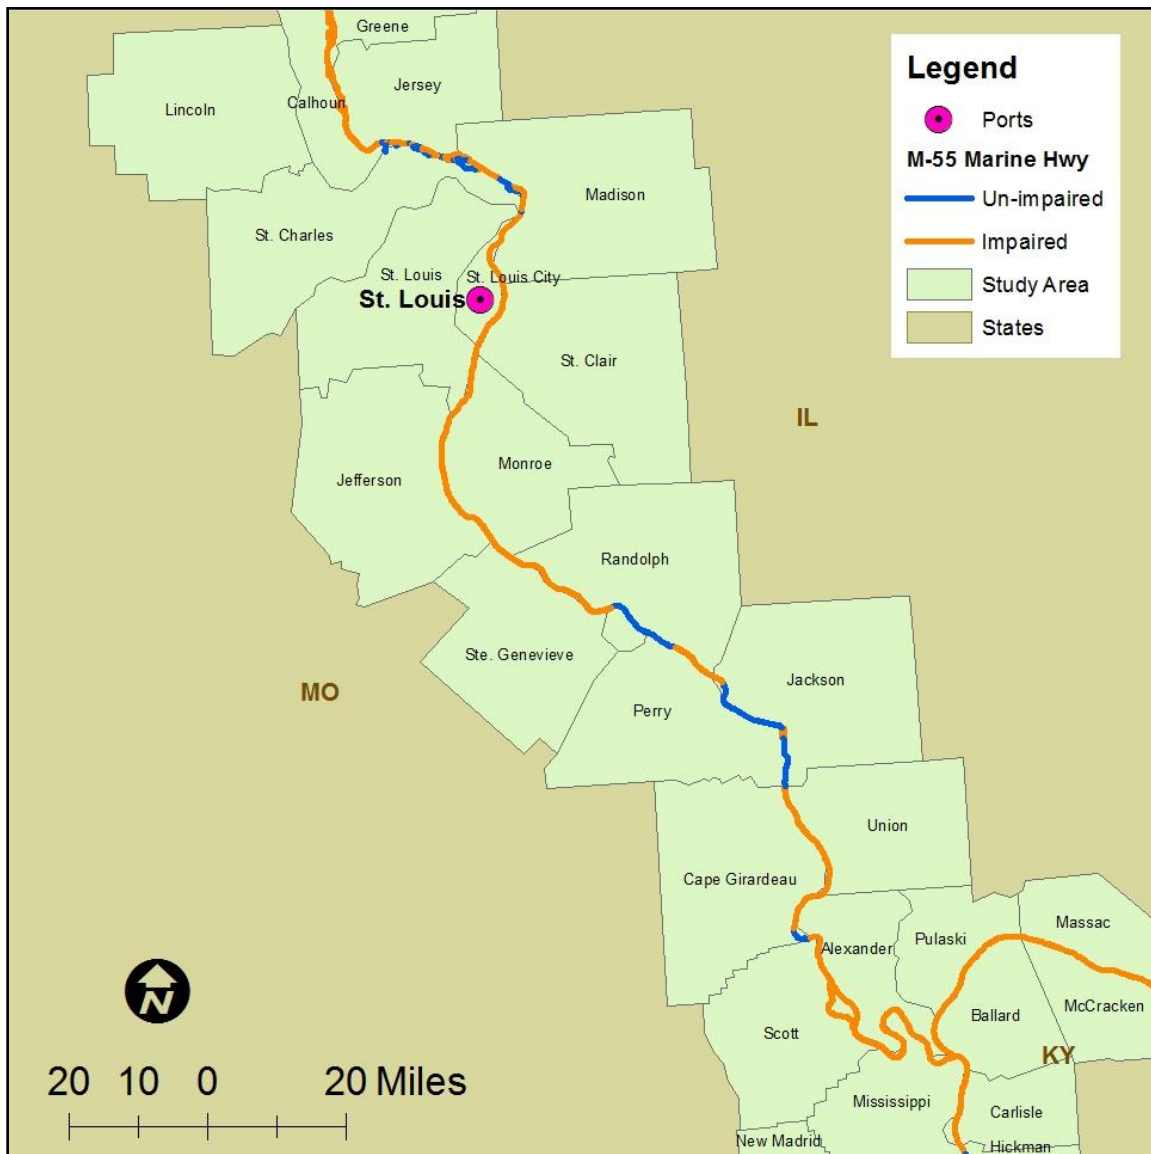 Greene
Jersey
Lincoln
Calhoun
Madison
St. Charles
St. Louis
St. Louis City
St. Louis
St. Clair
IL
Monroe
Jefferson
Randolph
Ste. Genevieve
Jackson
MO
Perry
Union
Cape Girardeau
Massac
Pulaski
Alexander
McCracken
Ballard
Scott
KY
Mississippi
Carlisle
New Madrid
Hickman
Legend
Ports
M-55 Marine Hwy
Un-impaired
Impaired
Study Area
States
N
20 10 0 20 Miles